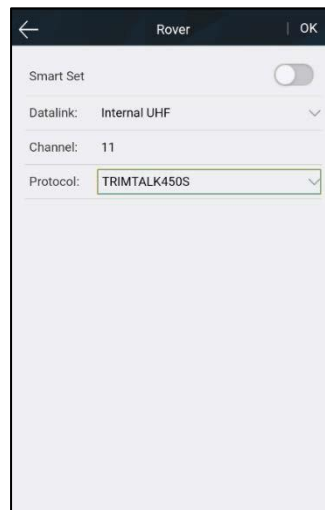 Rover | OK
Smart Set
Datalink: Internal UHF
Channel: 11
Protocol: TRIMTALK450S